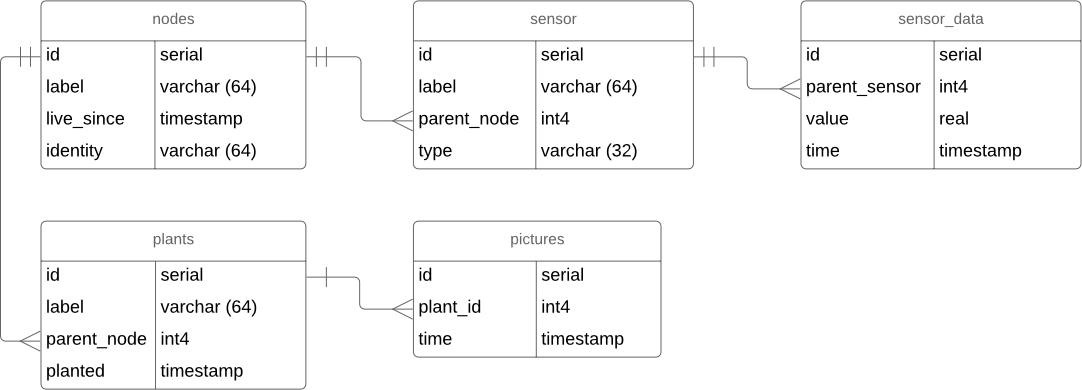 nodes
id serial
label varchar (64)
live_since timestamp
identity varchar (64)
sensor
id serial
label varchar (64)
parent_node int4
type varchar (32)
sensor_data
id serial
parent_sensor int4
value real
time timestamp
plants
id serial
label varchar (64)
parent_node int4
planted timestamp
pictures
id serial
plant_id int4
time timestamp